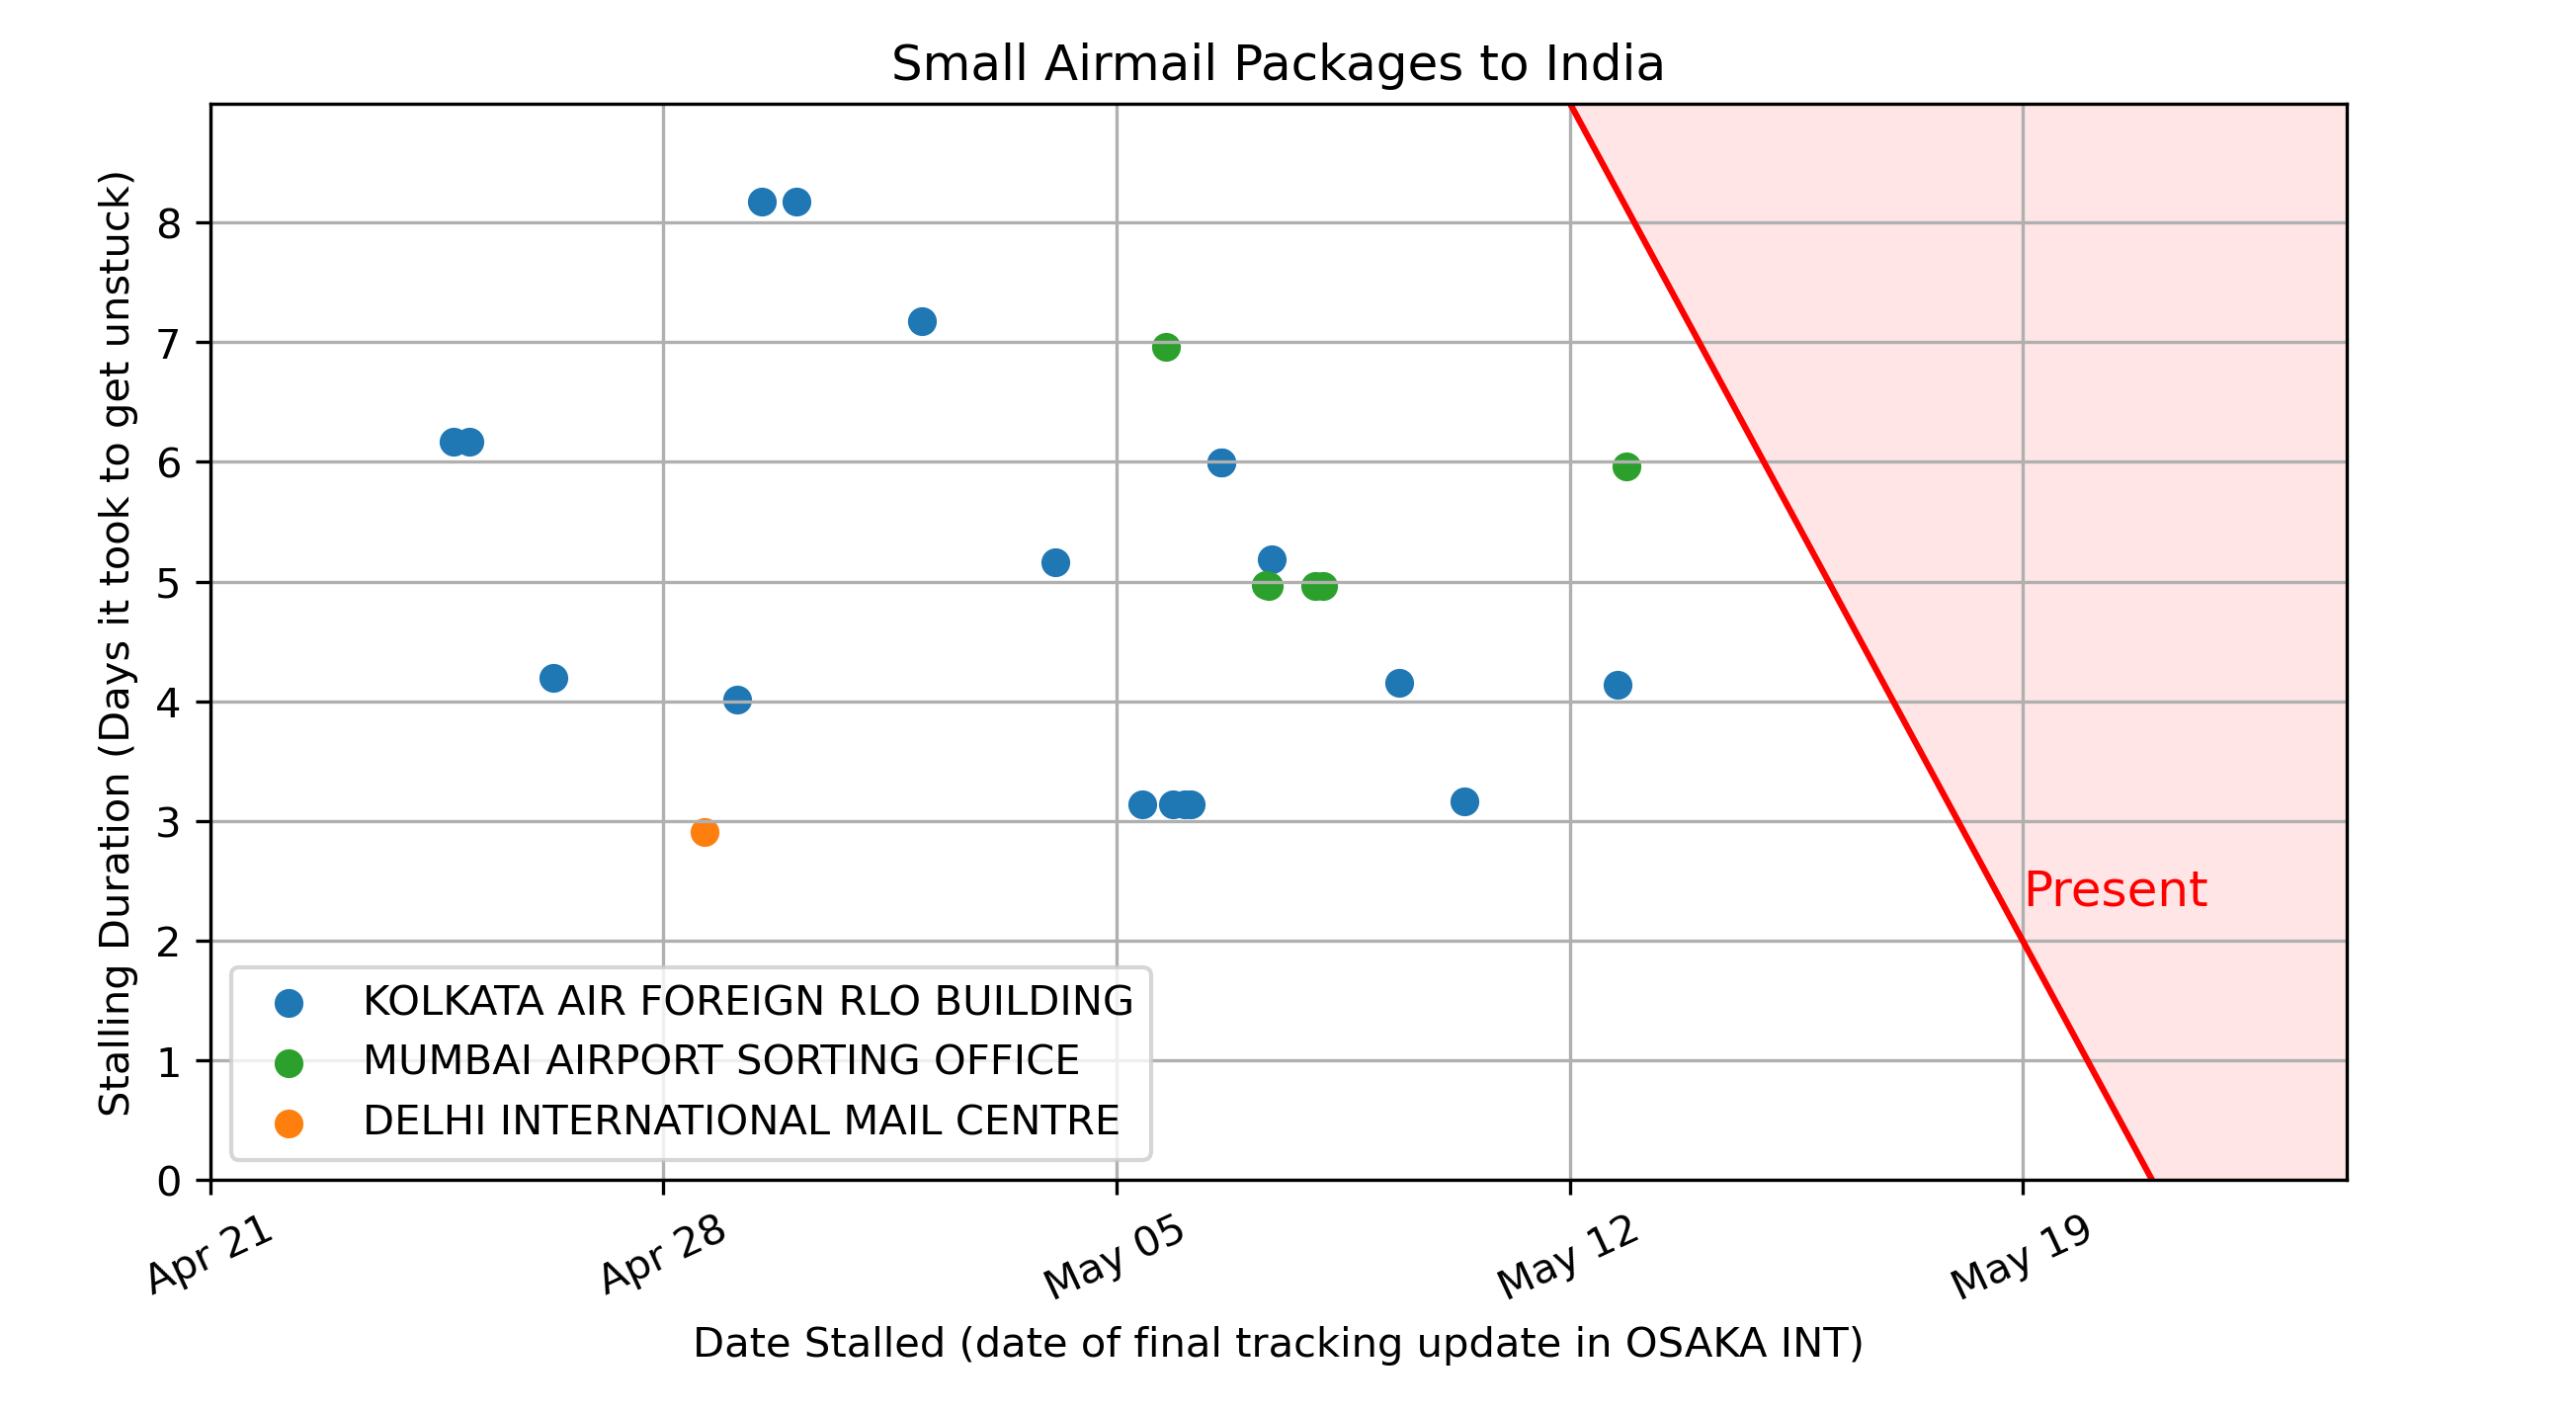 Small Airmail Packages to India
Stalling Duration (Days it took to get unstuck)
8
7
6
5
4
3
2
1
0
Present
KOLKATA AIR FOREIGN RLO BUILDING
MUMBAI AIRPORT SORTING OFFICE
DELHI INTERNATIONAL MAIL CENTRE
Apr 21
Apr 28
May 05
May 12
May 19
Date Stalled (date of final tracking update in OSAKA INT)